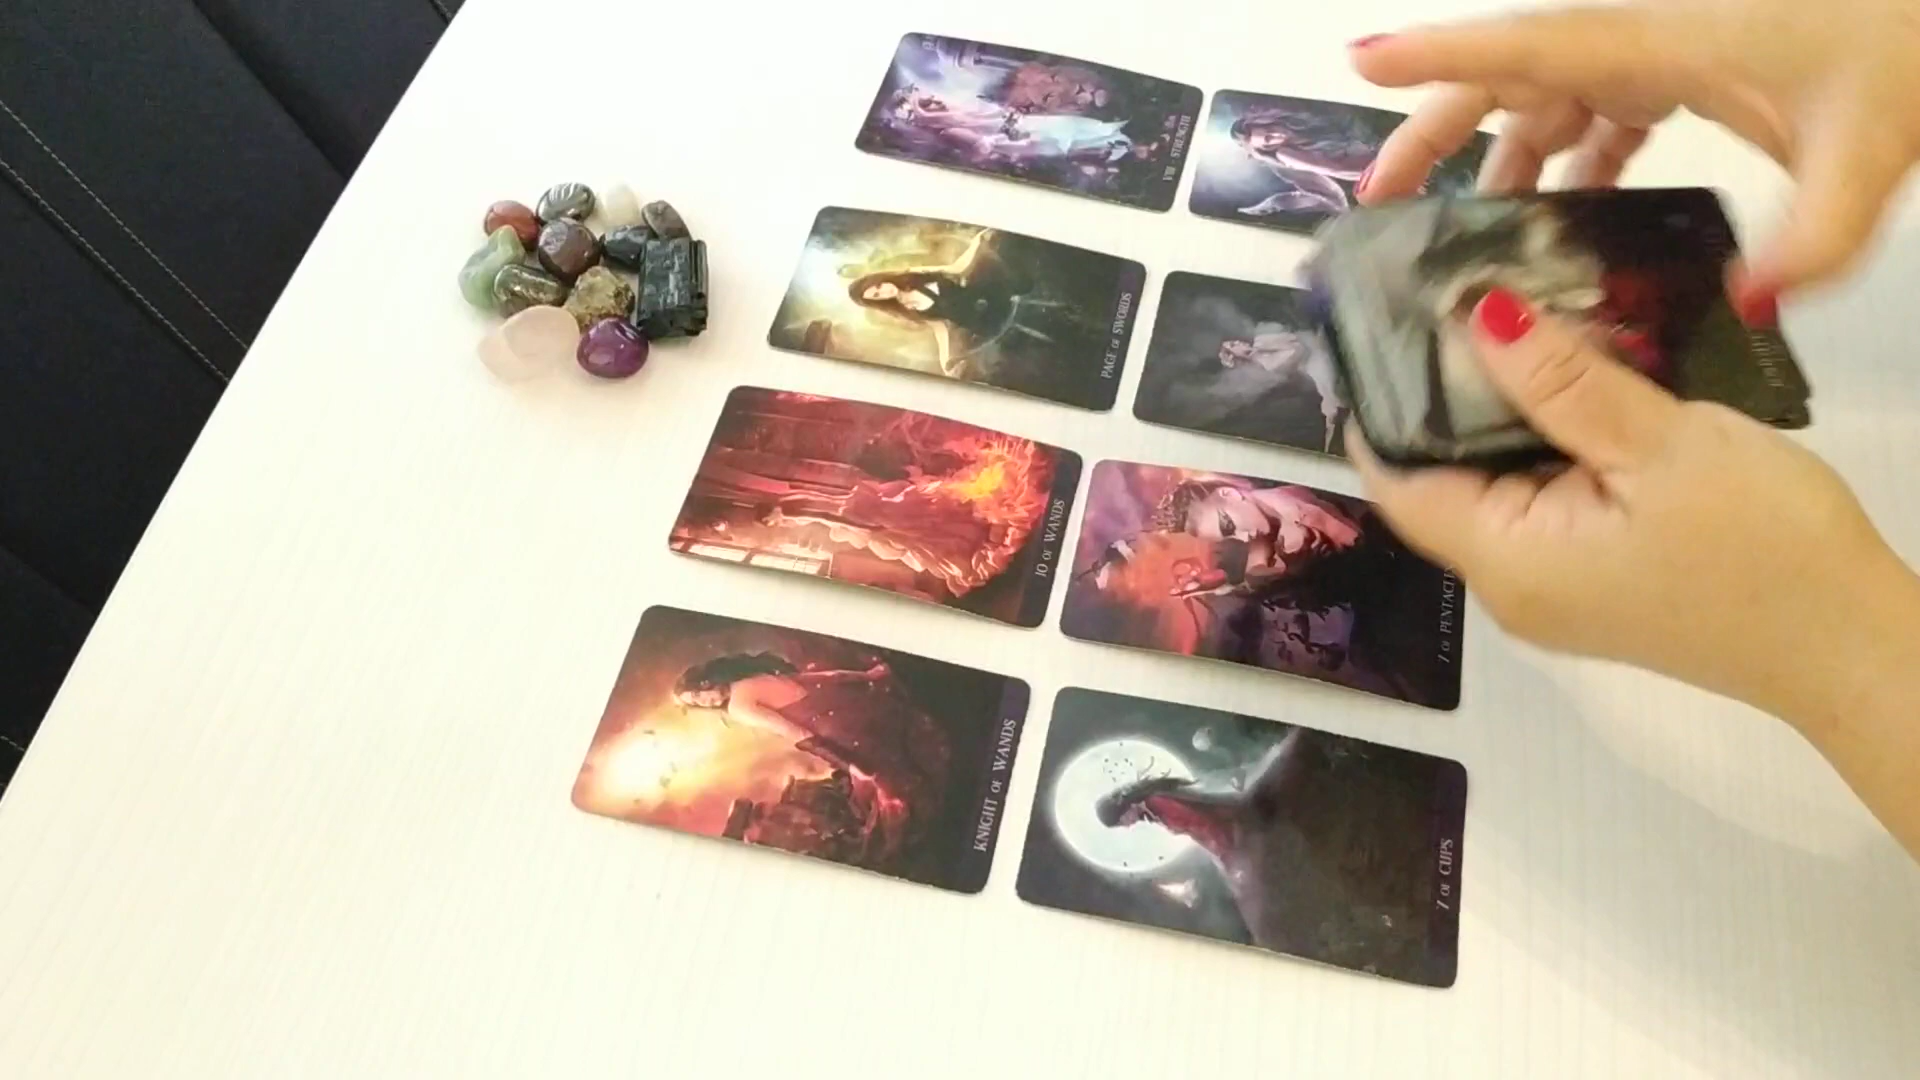 VIII - STRENGTH
PAGE OF SWORDS
10 OF WANDS
7 OF PENTACLES
KNIGHT OF WANDS
7 OF CUPS